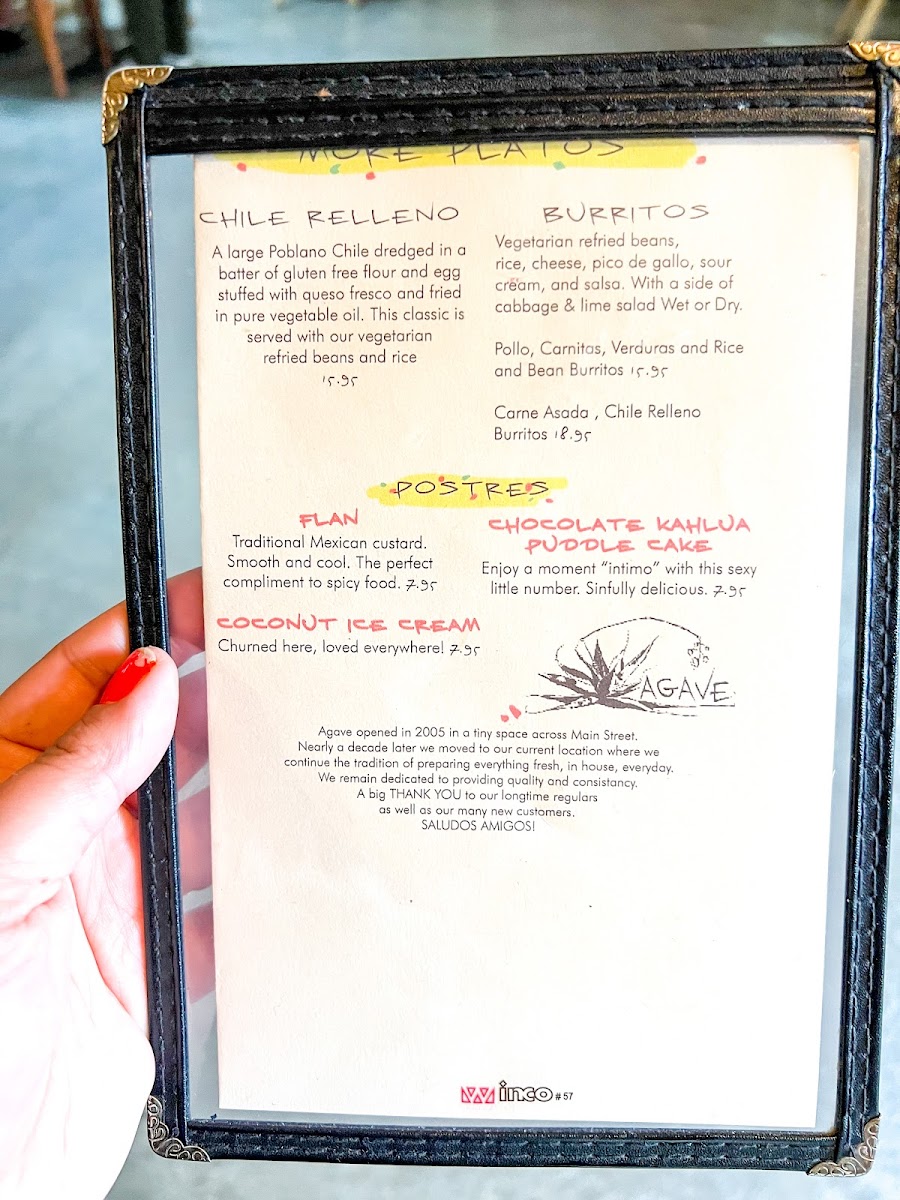 MORE PLATOS
CHILE RELLENO
A large Poblano Chile dredged in a
batter of gluten free flour and egg
stuffed with queso fresco and fried
in pure vegetable oil. This classic is
served with our vegetarian
refried beans and rice
15.95
BURRITOS
Vegetarian refried beans,
rice, cheese, pico de gallo, sour
cream, and salsa. With a side of
cabbage & lime salad Wet or Dry.
Pollo, Carnitas, Verduras and Rice
and Bean Burritos 15.95
Carne Asada , Chile Relleno
Burritos 18.95
POSTRES
FLAN
Traditional Mexican custard.
Smooth and cool. The perfect
compliment to spicy food. 7.95
COCONUT ICE CREAM
Churned here, loved everywhere! 7.95
CHOCOLATE KAHLUA
PUDDLE CAKE
Enjoy a moment “intimo” with this sexy
little number. Sinfully delicious. 7.95
AGAVE
Agave opened in 2005 in a tiny space across Main Street.
Nearly a decade later we moved to our current location where we
continue the tradition of preparing everything fresh, in house, everyday.
We remain dedicated to providing quality and consistancy.
A big THANK YOU to our longtime regulars
as well as our many new customers.
SALUDOS AMIGOS!
Winco # 57